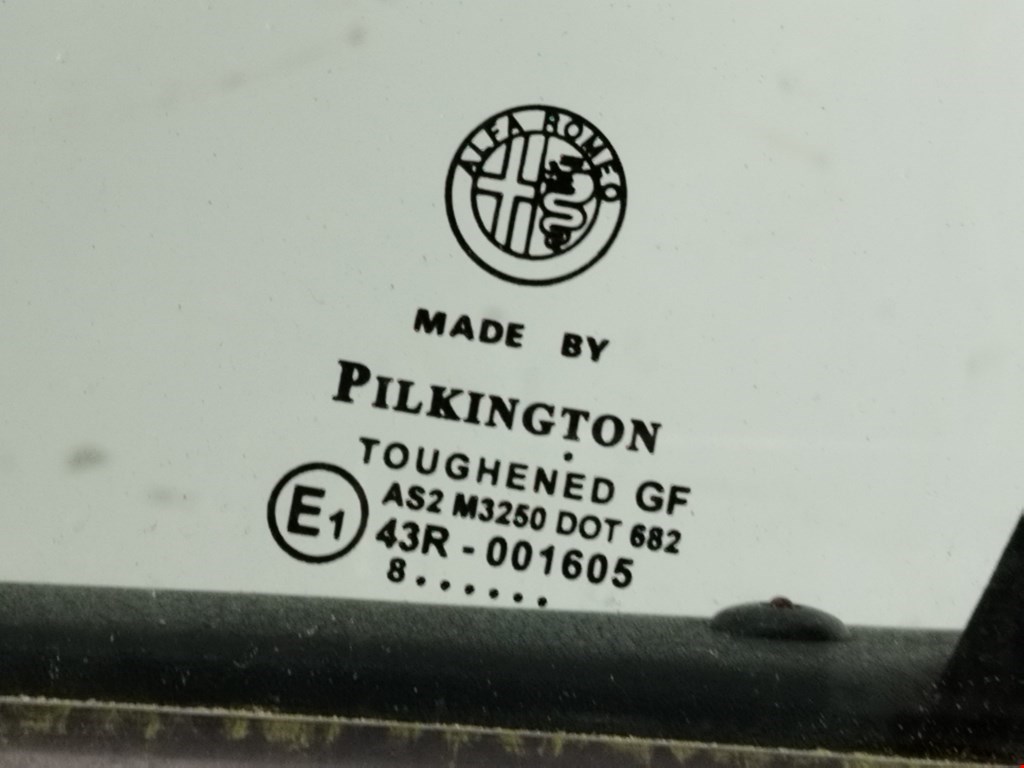 ALFA ROMEO
MADE BY
PILKINGTON
TOUGHENED GF
AS2 M3250 DOT 682
E1
43R - 001605
8......